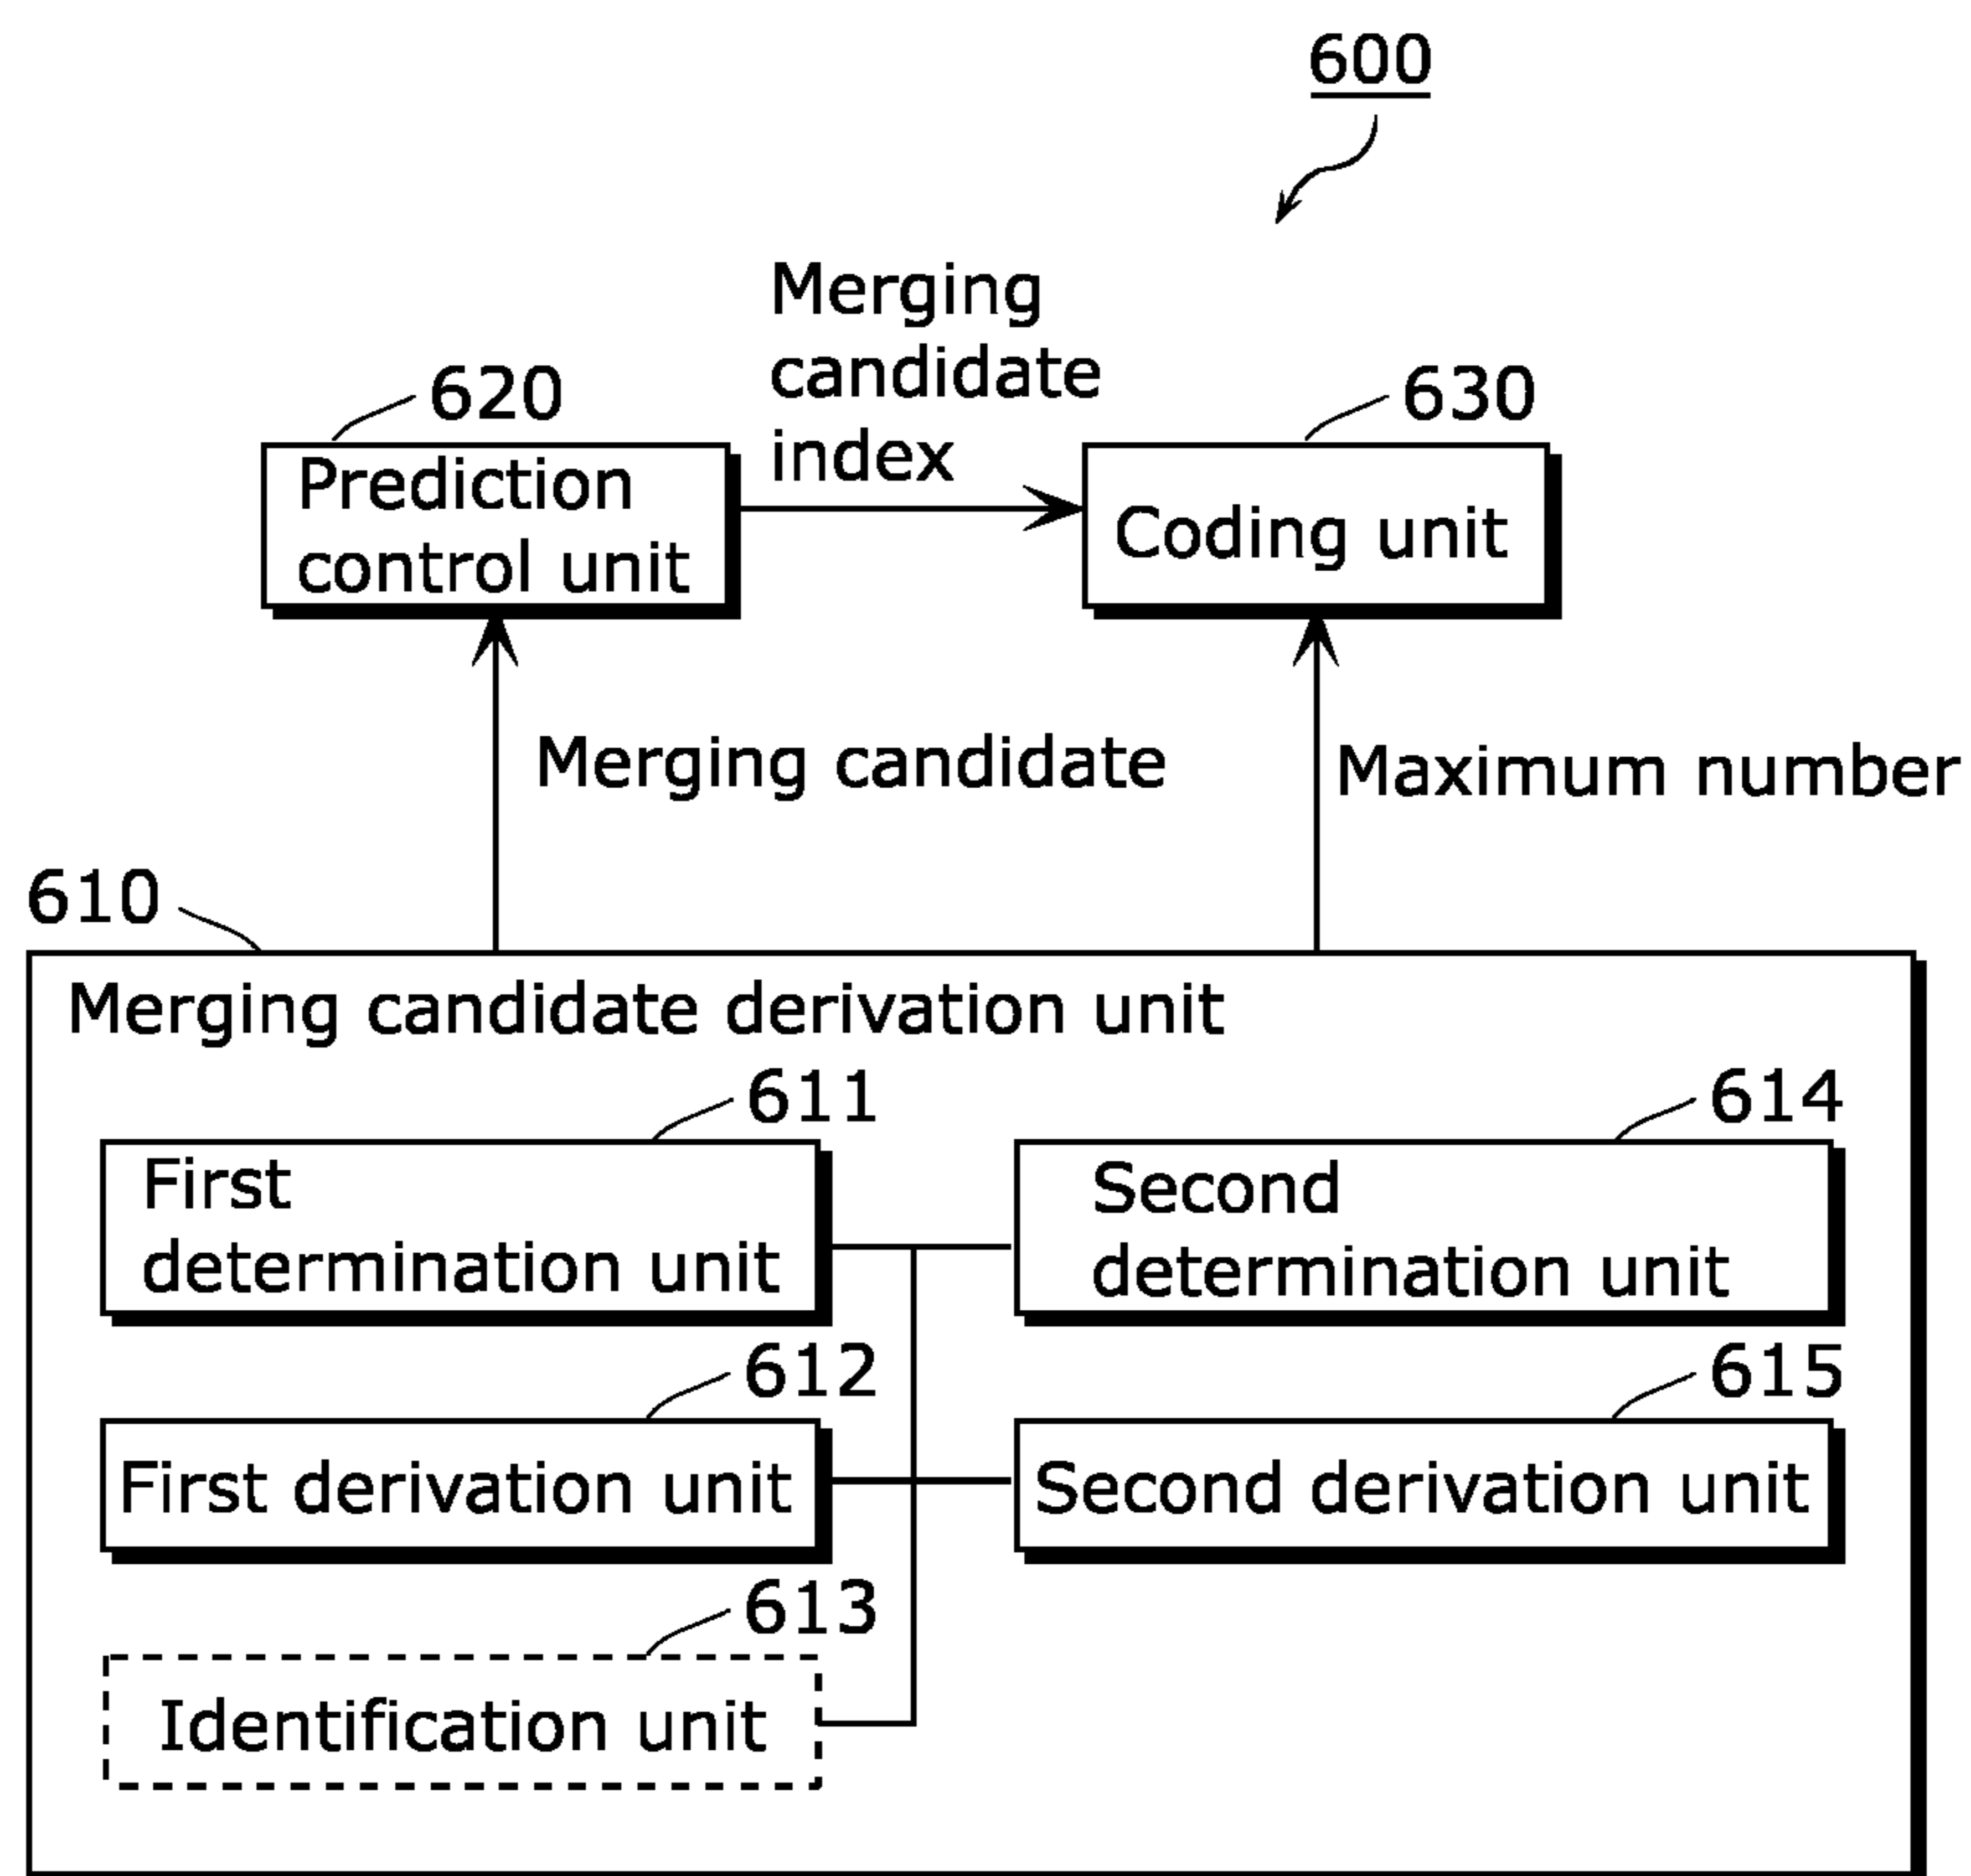 600
Merging
candidate
index
620
630
Prediction
control unit
Coding unit
Merging candidate
Maximum number
610
Merging candidate derivation unit
611
614
First
determination unit
Second
determination unit
612
615
First derivation unit
Second derivation unit
613
Identification unit